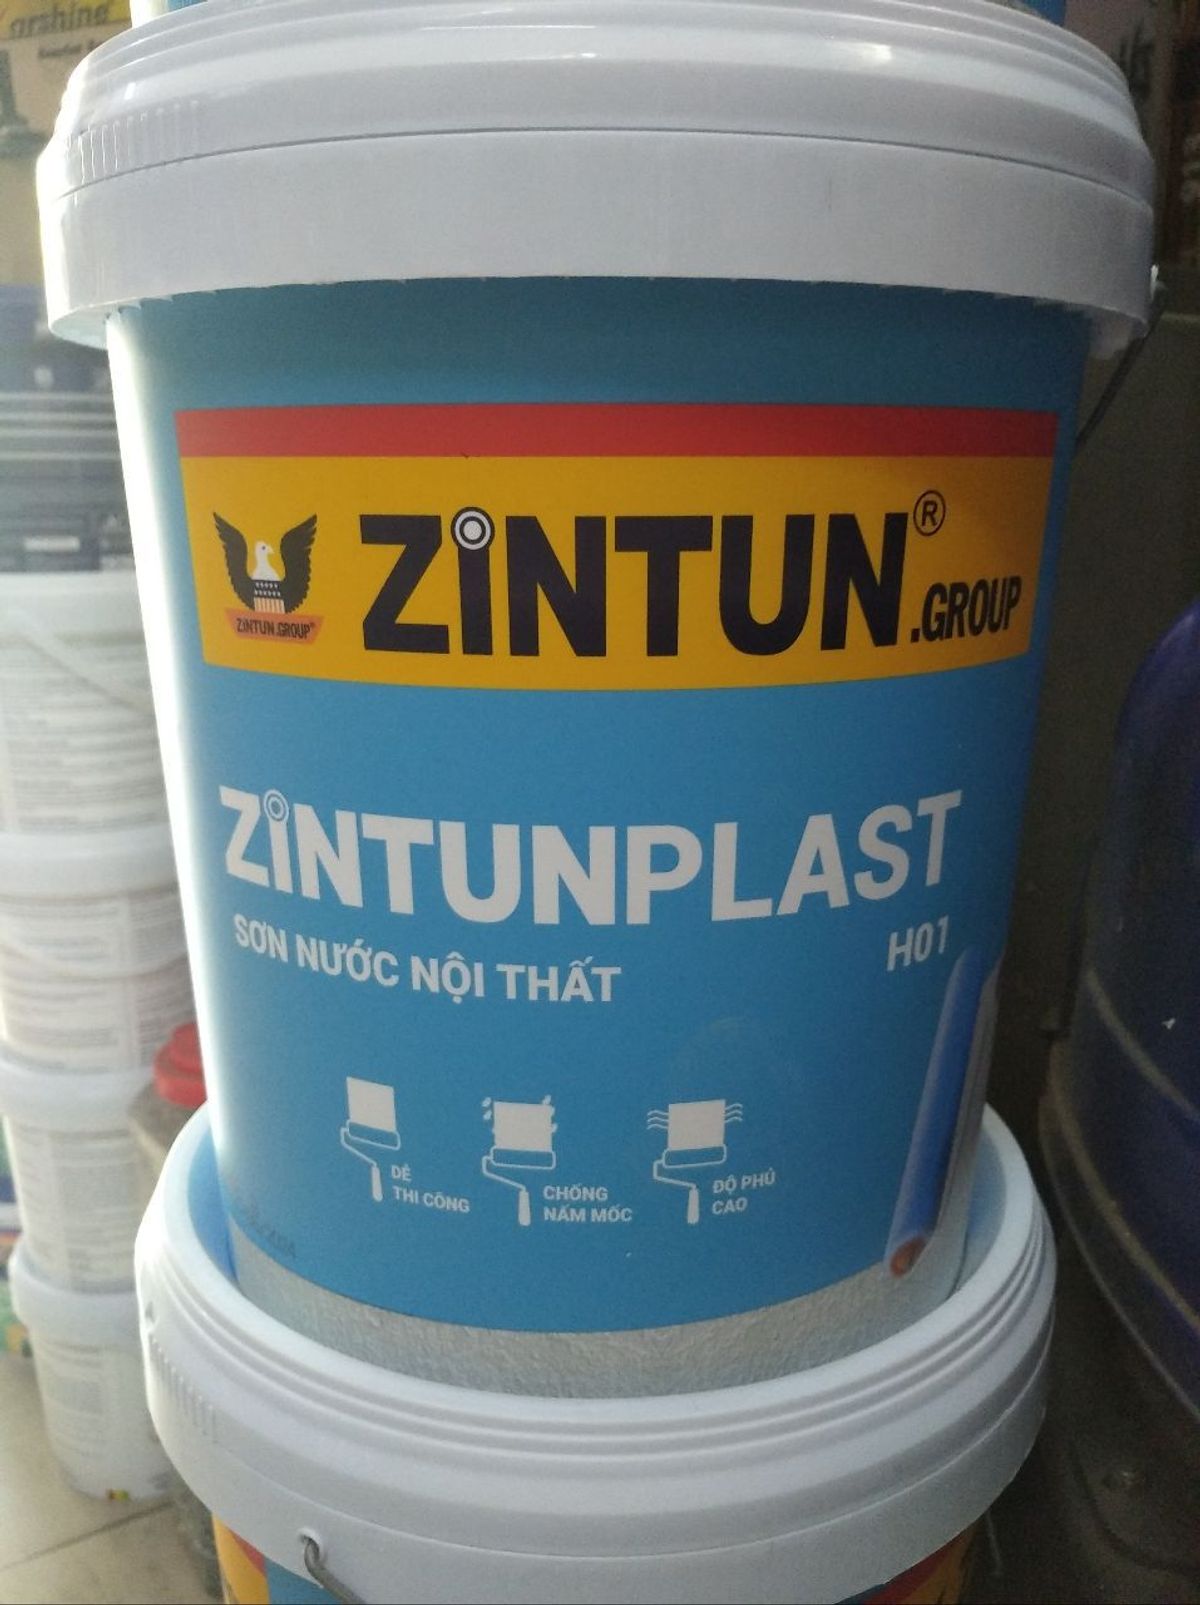 arshine
ZINTUN.GROUP®
ZINTUN®.GROUP
ZINTUNPLAST
SƠN NƯỚC NỘI THẤT
H01
DỄ
THI CÔNG
CHỐNG
NẤM MỐC
ĐỘ PHỦ
CAO